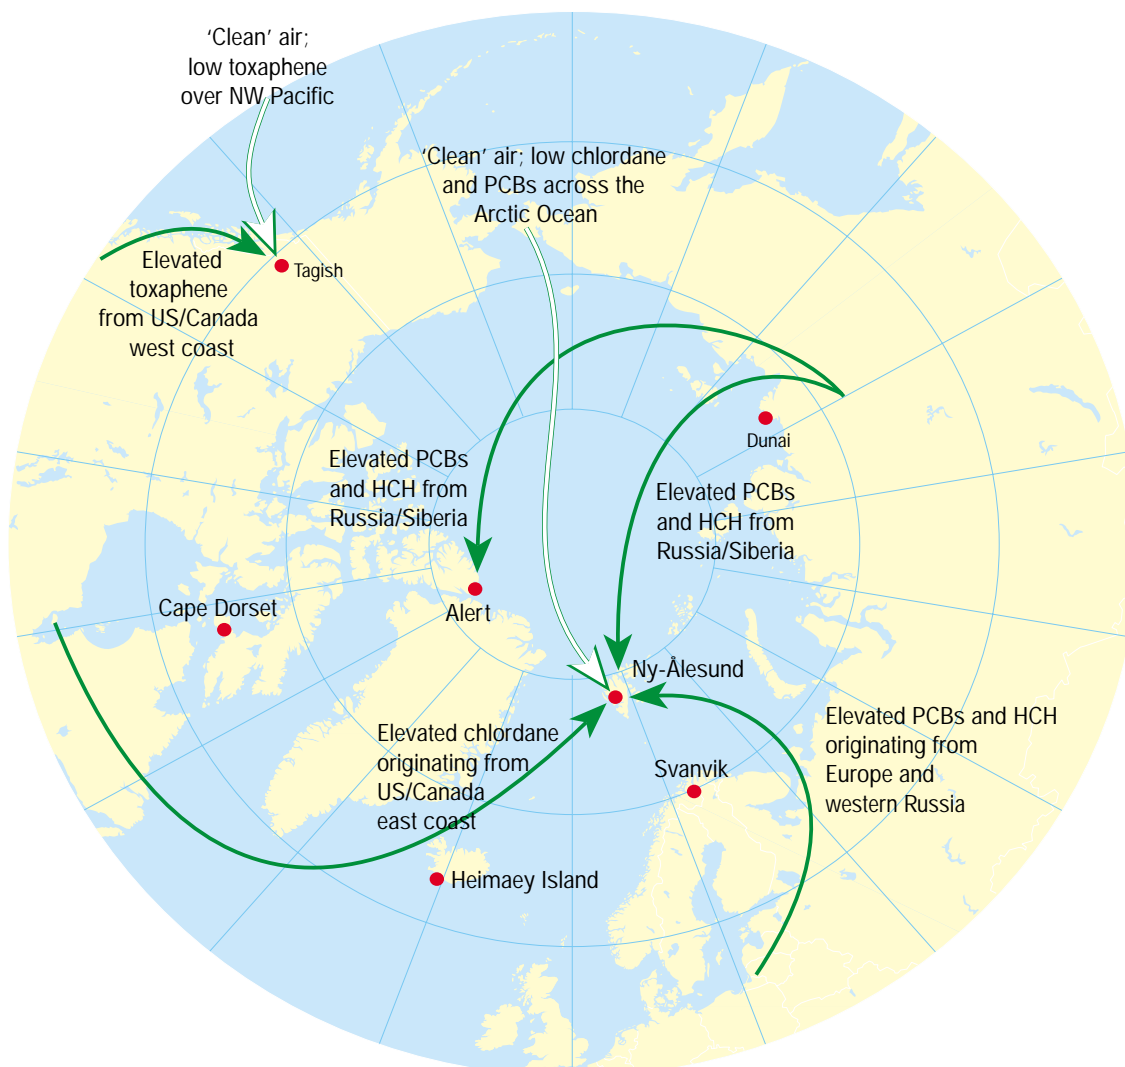 ‘Clean’ air;
low toxaphene
over NW Pacific
‘Clean’ air; low chlordane
and PCBs across the
Arctic Ocean
Elevated
toxaphene
from US/Canada
west coast
Tagish
Dunai
Elevated PCBs
and HCH from
Russia/Siberia
Elevated PCBs
and HCH from
Russia/Siberia
Cape Dorset
Alert
Ny-Ålesund
Elevated chlordane
originating from
US/Canada
east coast
Svanvik
Elevated PCBs and HCH
originating from
Europe and
western Russia
Heimaey Island